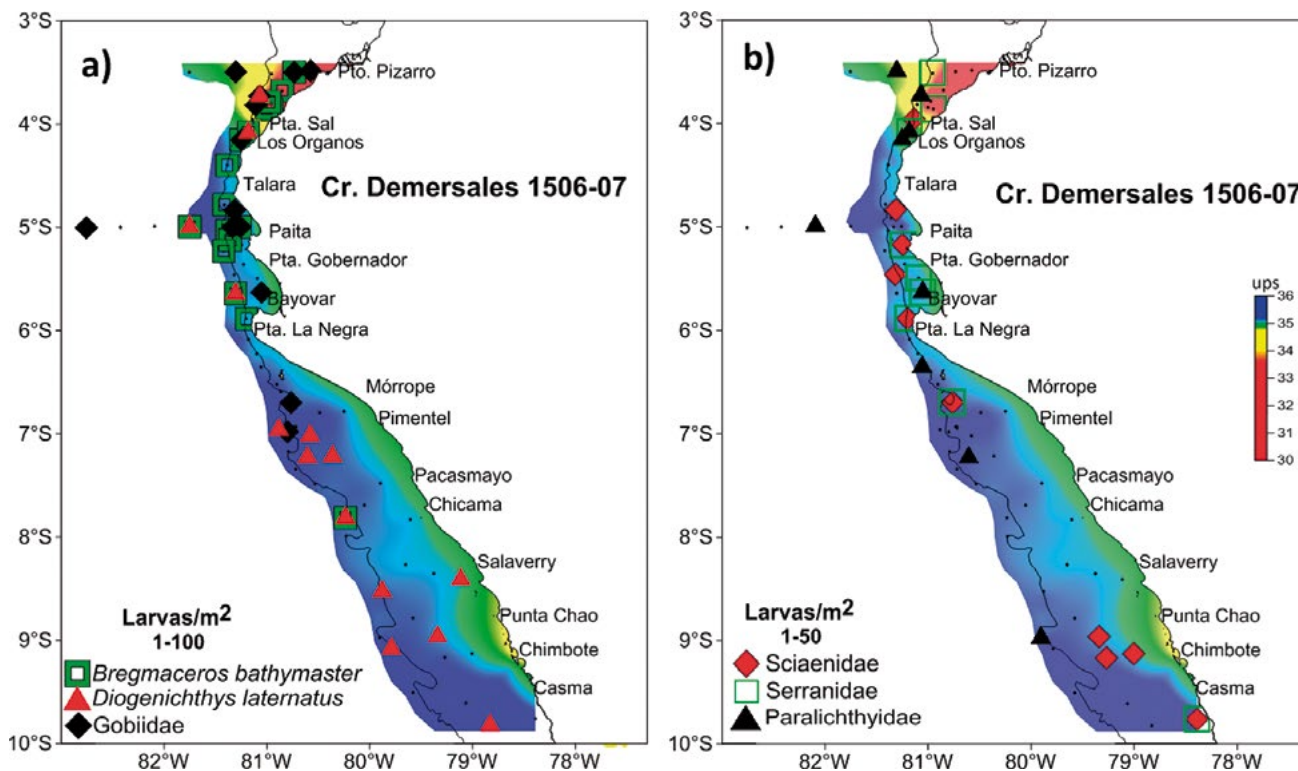 a)
3°S
4°S
5°S
6°S
7°S
8°S
9°S
10°S
82°W
81°W
80°W
79°W
78°W
Pto. Pizarro
Pta. Sal
Los Organos
Talara
Cr. Demersales 1506-07
Paita
Pta. Gobernador
Bayovar
Pta. La Negra
Mórrope
Pimentel
Pacasmayo
Chicama
Salaverry
Punta Chao
Chimbote
Casma
Larvas/m2
1-100
Bregmaceros bathymaster
Diogenichthys laternatus
Gobiidae
b)
3°S
4°S
5°S
6°S
7°S
8°S
9°S
10°S
82°W
81°W
80°W
79°W
78°W
Pto. Pizarro
Pta. Sal
Los Organos
Talara
Cr. Demersales 1506-07
Paita
Pta. Gobernador
Bayovar
Pta. La Negra
Mórrope
Pimentel
Pacasmayo
Chicama
Salaverry
Punta Chao
Chimbote
Casma
ups
36
35
34
33
32
31
30
Larvas/m2
1-50
Sciaenidae
Serranidae
Paralichthyidae